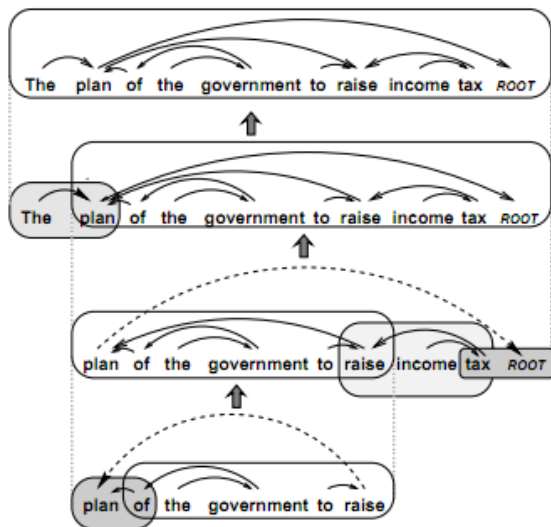 The plan of the government to raise income tax ROOT
The plan of the government to raise income tax ROOT
plan of the government to raise income tax ROOT
plan of the government to raise